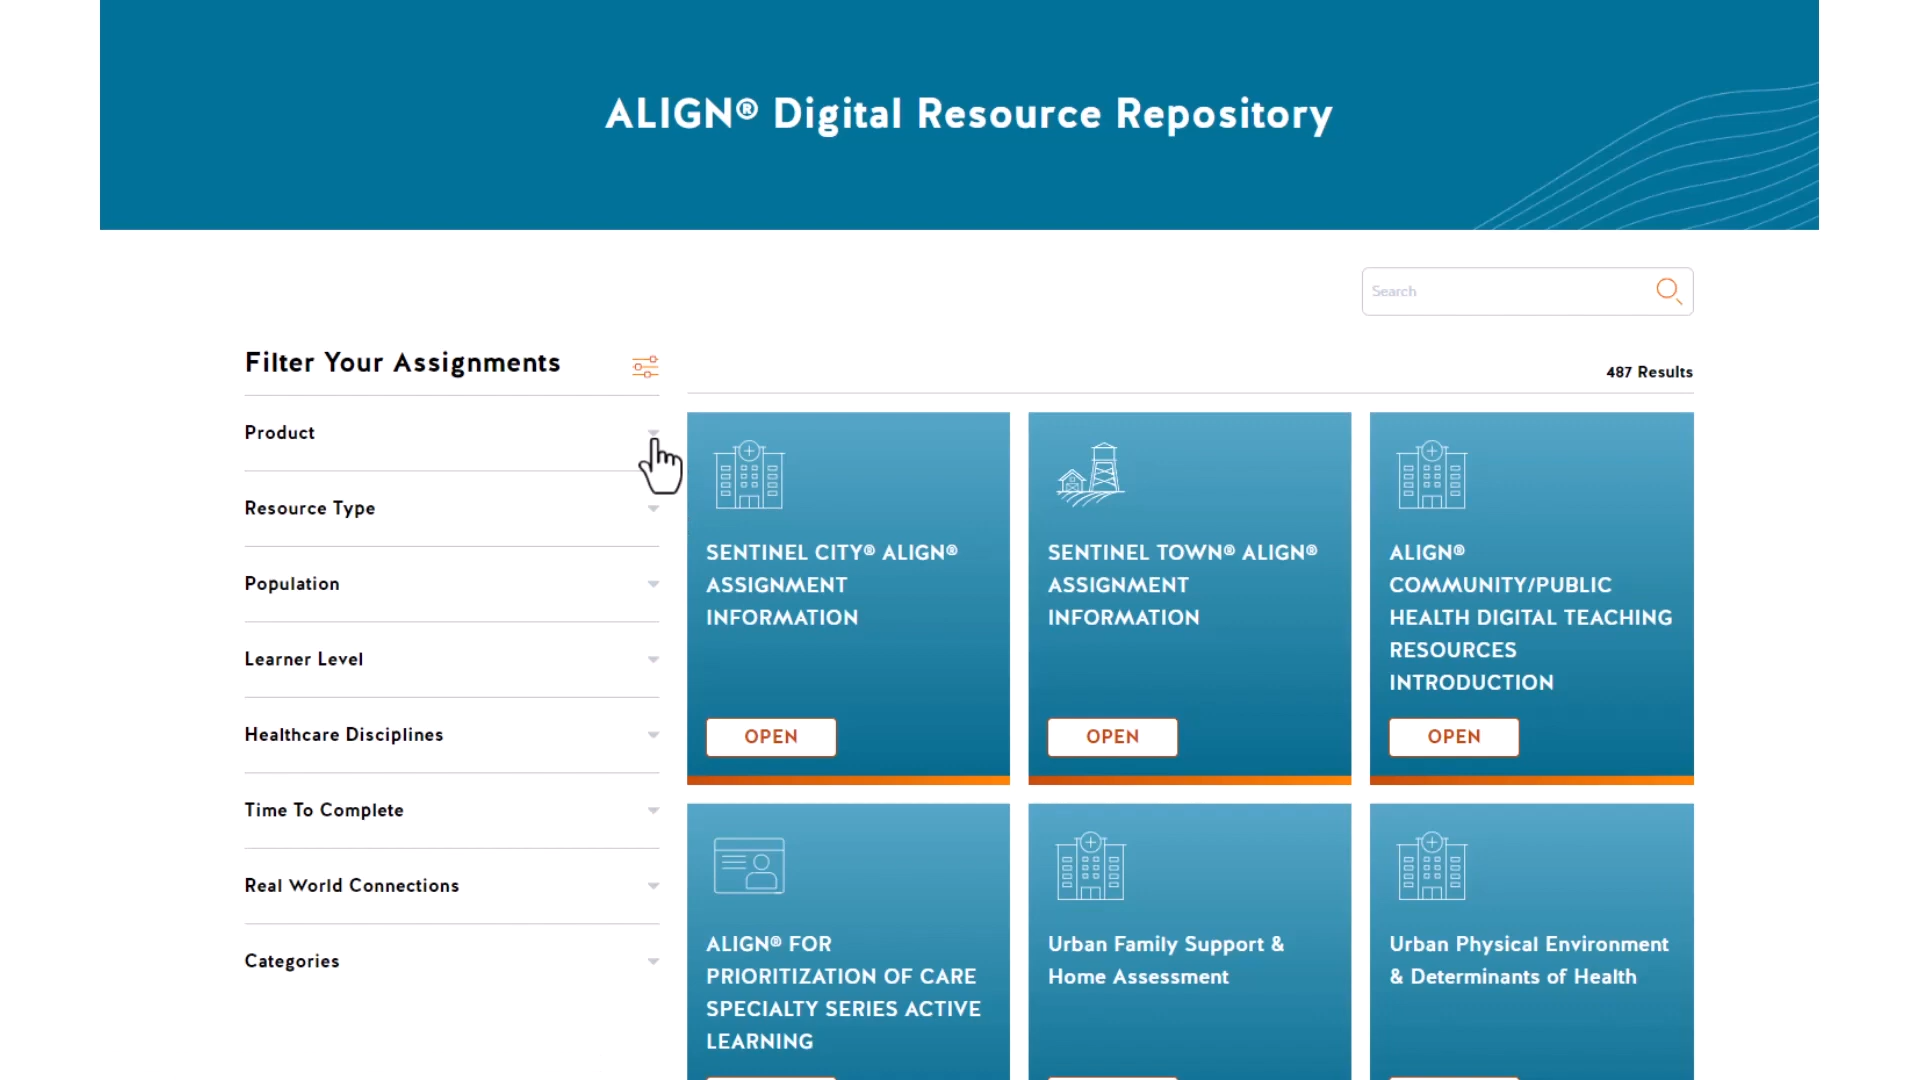 ALIGN® Digital Resource Repository
Search
Filter Your Assignments
487 Results
Product
Resource Type
Population
Learner Level
Healthcare Disciplines
Time To Complete
Real World Connections
Categories
SENTINEL CITY® ALIGN®
ASSIGNMENT
INFORMATION
OPEN
SENTINEL TOWN® ALIGN®
ASSIGNMENT
INFORMATION
OPEN
ALIGN®
COMMUNITY/PUBLIC
HEALTH DIGITAL TEACHING
RESOURCES
INTRODUCTION
OPEN
ALIGN® FOR
PRIORITIZATION OF CARE
SPECIALTY SERIES ACTIVE
LEARNING
Urban Family Support &
Home Assessment
Urban Physical Environment
& Determinants of Health